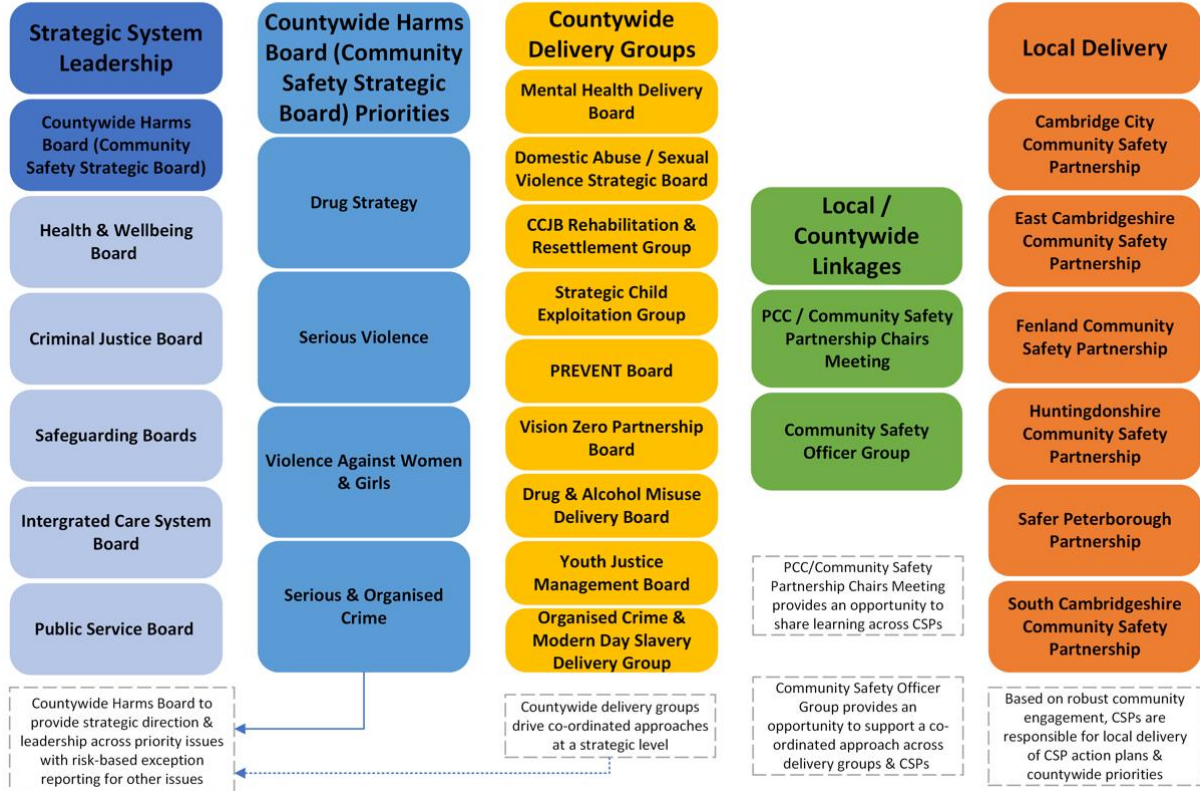 Strategic System
Leadership
Countywide Harms
Board (Community
Safety Strategic Board)
Health & Wellbeing
Board
Criminal Justice Board
Safeguarding Boards
Intergrated Care System
Board
Public Service Board
Countywide Harms Board to
provide strategic direction &
leadership across priority issues
with risk-based exception
reporting for other issues
Countywide Harms
Board (Community
Safety Strategic
Board) Priorities
Drug Strategy
Serious Violence
Violence Against Women
& Girls
Serious & Organised
Crime
Countywide
Delivery Groups
Mental Health Delivery
Board
Domestic Abuse / Sexual
Violence Strategic Board
CCJB Rehabilitation &
Resettlement Group
Strategic Child
Exploitation Group
PREVENT Board
Vision Zero Partnership
Board
Drug & Alcohol Misuse
Delivery Board
Youth Justice
Management Board
Organised Crime &
Modern Day Slavery
Delivery Group
Countywide delivery groups
drive co-ordinated approaches
at a strategic level
Local /
Countywide
Linkages
PCC / Community Safety
Partnership Chairs
Meeting
Community Safety
Officer Group
PCC/Community Safety
Partnership Chairs Meeting
provides an opportunity to
share learning across CSPs
Community Safety Officer
Group provides an
opportunity to support a co-
ordinated approach across
delivery groups & CSPs
Local Delivery
Cambridge City
Community Safety
Partnership
East Cambridgeshire
Community Safety
Partnership
Fenland Community
Safety Partnership
Huntingdonshire
Community Safety
Partnership
Safer Peterborough
Partnership
South Cambridgeshire
Community Safety
Partnership
Based on robust community
engagement, CSPs are
responsible for local delivery
of CSP action plans &
countywide priorities